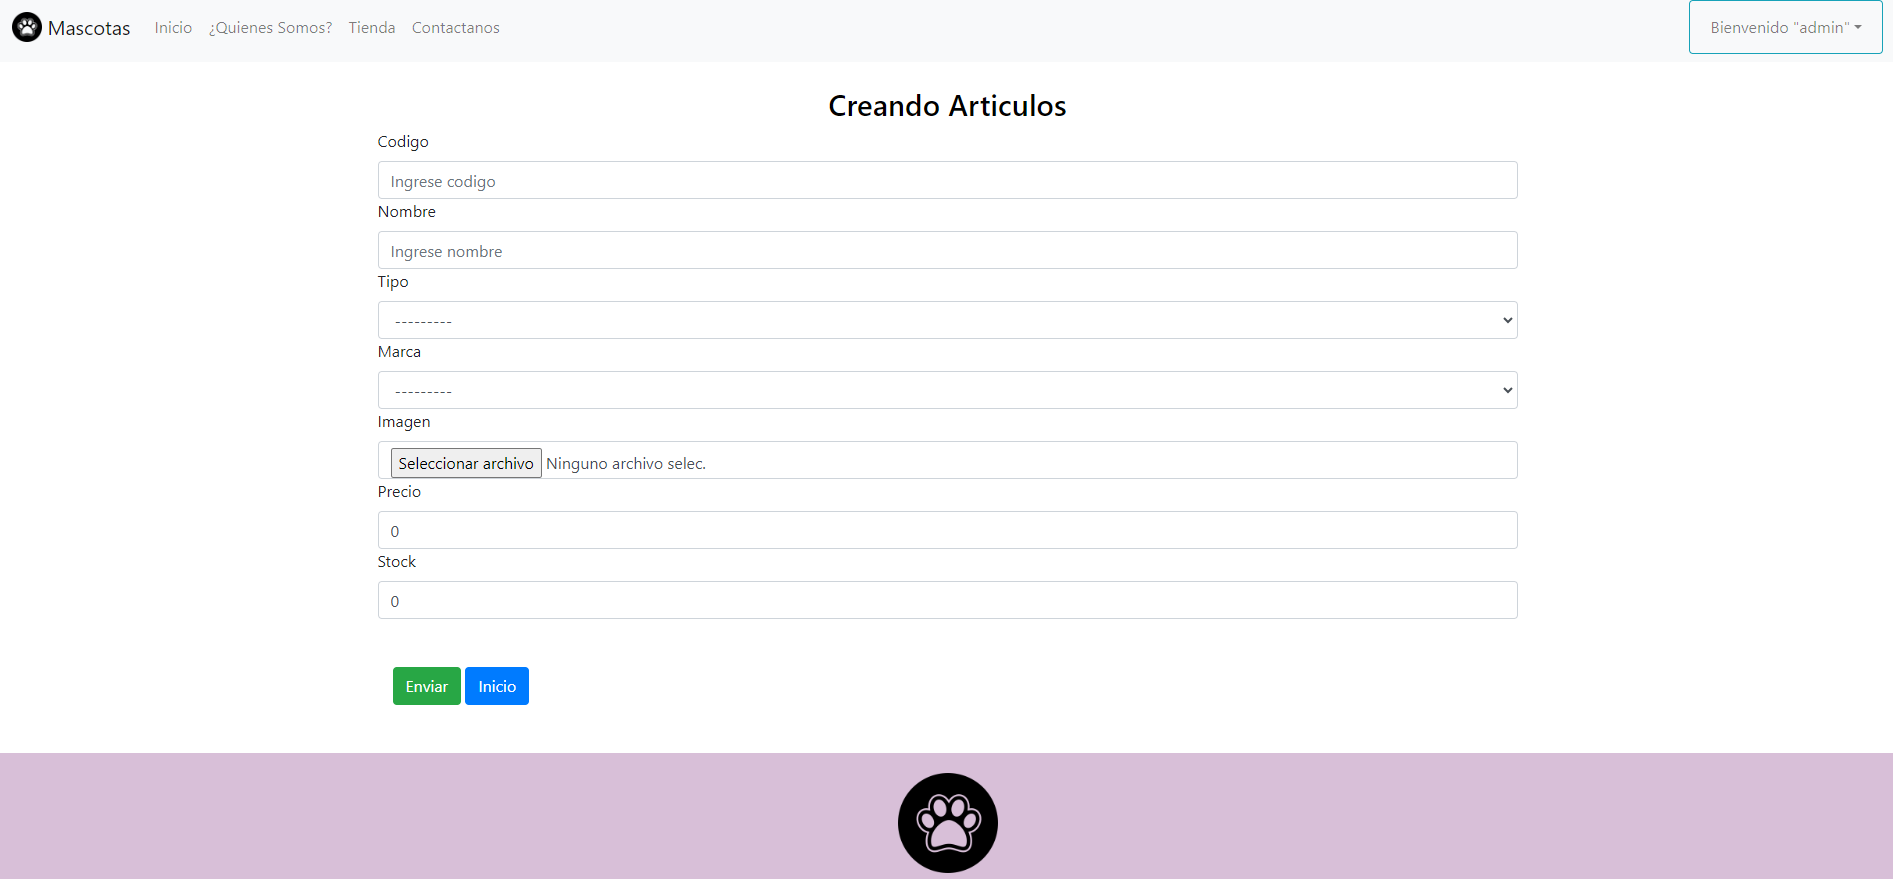 Mascotas Inicio ¿Quienes Somos? Tienda Contactanos Bienvenido "admin"
Creando Articulos
Codigo
Ingrese codigo
Nombre
Ingrese nombre
Tipo
---------
Marca
---------
Imagen
Seleccionar archivo Ninguno archivo selec.
Precio
0
Stock
0
Enviar Inicio